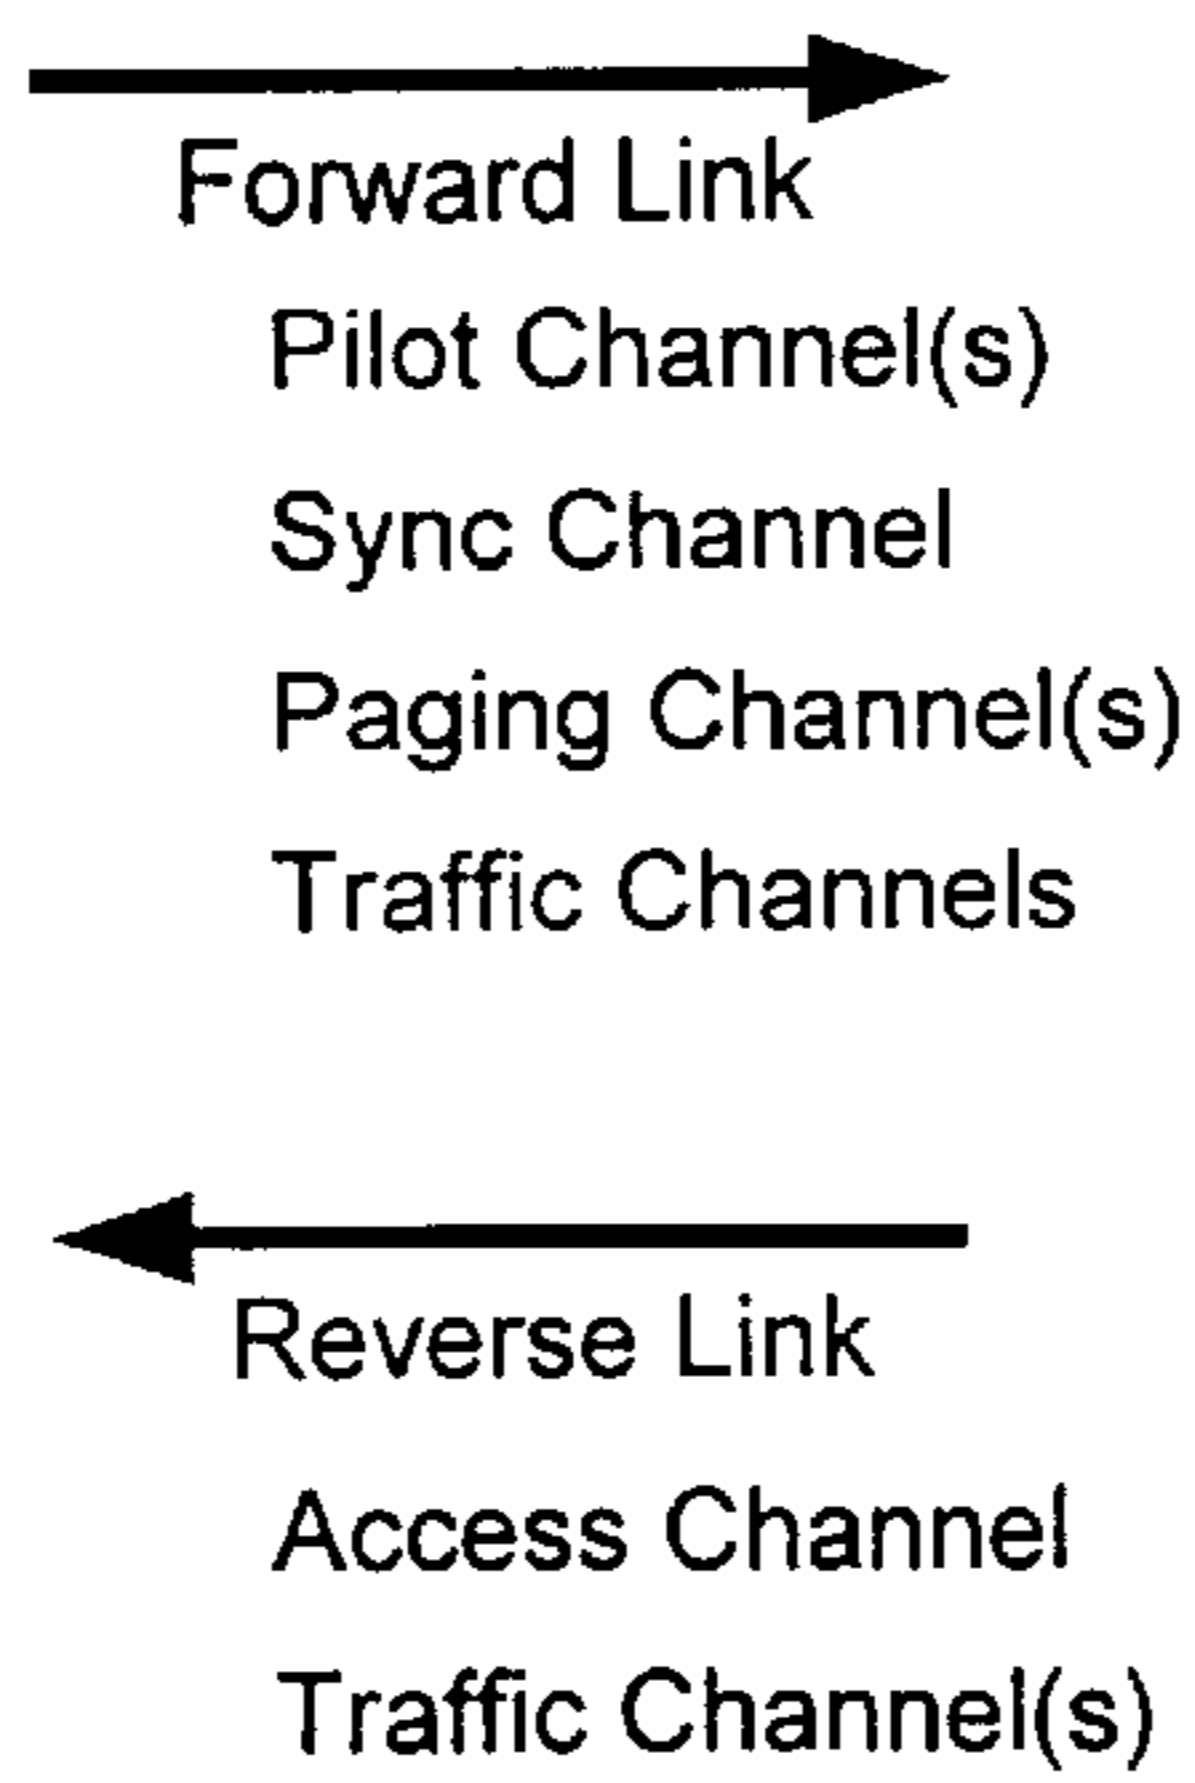 Forward Link
Pilot Channel(s)
Sync Channel
Paging Channel(s)
Traffic Channels
Reverse Link
Access Channel
Traffic Channel(s)